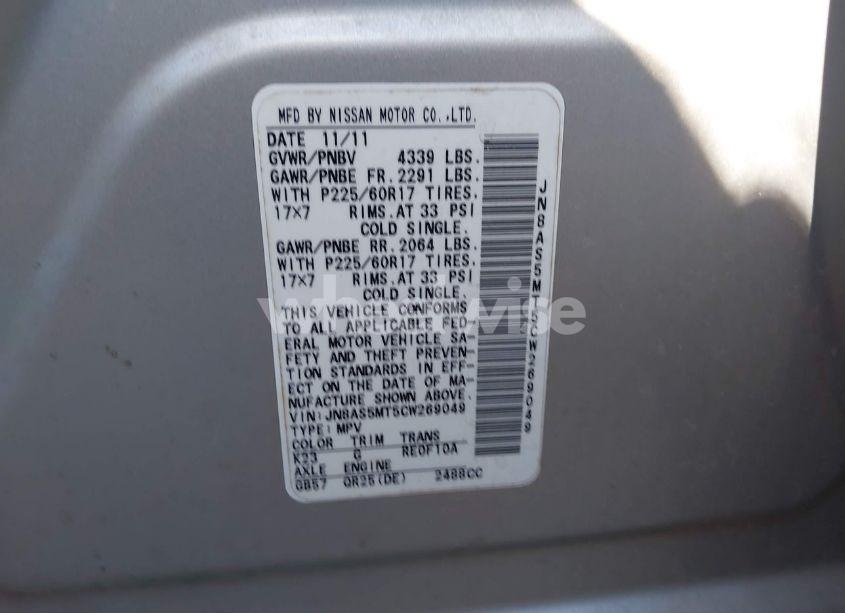 MFD BY NISSAN MOTOR CO.,LTD.
DATE 11/11
GVWR/PNBV 4339 LBS.
GAWR/PNBE FR. 2291 LBS.
WITH P225/60R17 TIRES.
17X7 RIMS.AT 33 PSI
COLD SINGLE.
GAWR/PNBE RR. 2064 LBS.
WITH P225/60R17 TIRES.
17X7 RIMS.AT 33 PSI
COLD SINGLE.
THIS VEHICLE CONFORMS
TO ALL APPLICABLE FED-
ERAL MOTOR VEHICLE SA-
FETY AND THEFT PREVEN-
TION STANDARDS IN EFF-
ECT ON THE DATE OF MA-
NUFACTURE SHOWN ABOVE.
VIN:JN8AS5MT5CW269049
TYPE:MPV
COLOR TRIM TRANS
K23 G RE0F10A
AXLE ENGINE
GB57 QR25(DE) 2488CC
JN8AS5MT5CW269049